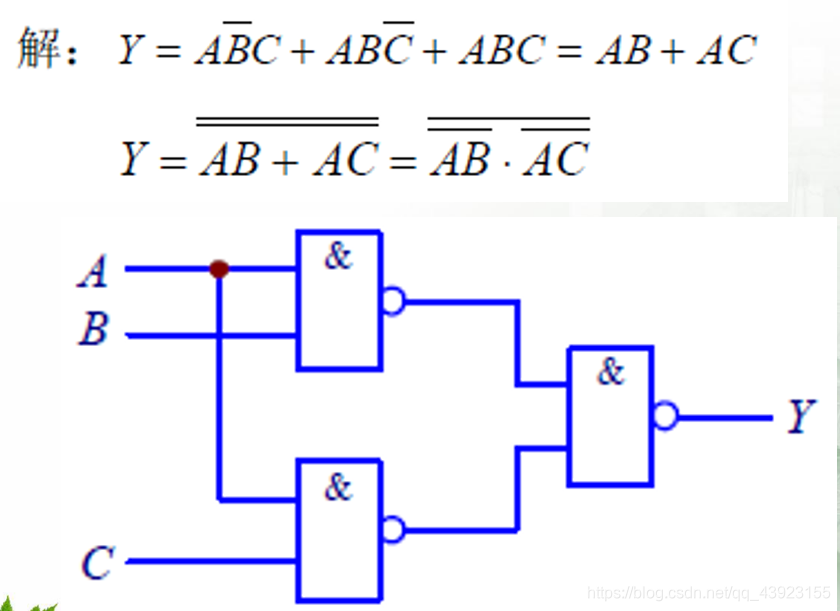 解： $Y = A\overline{B}C + AB\overline{C} + ABC = AB + AC$
$Y = \overline{\overline{AB + AC}} = \overline{\overline{AB} \cdot \overline{AC}}$
&
A
B
&
Y
&
C
https://blog.csdn.net/qq_43923155